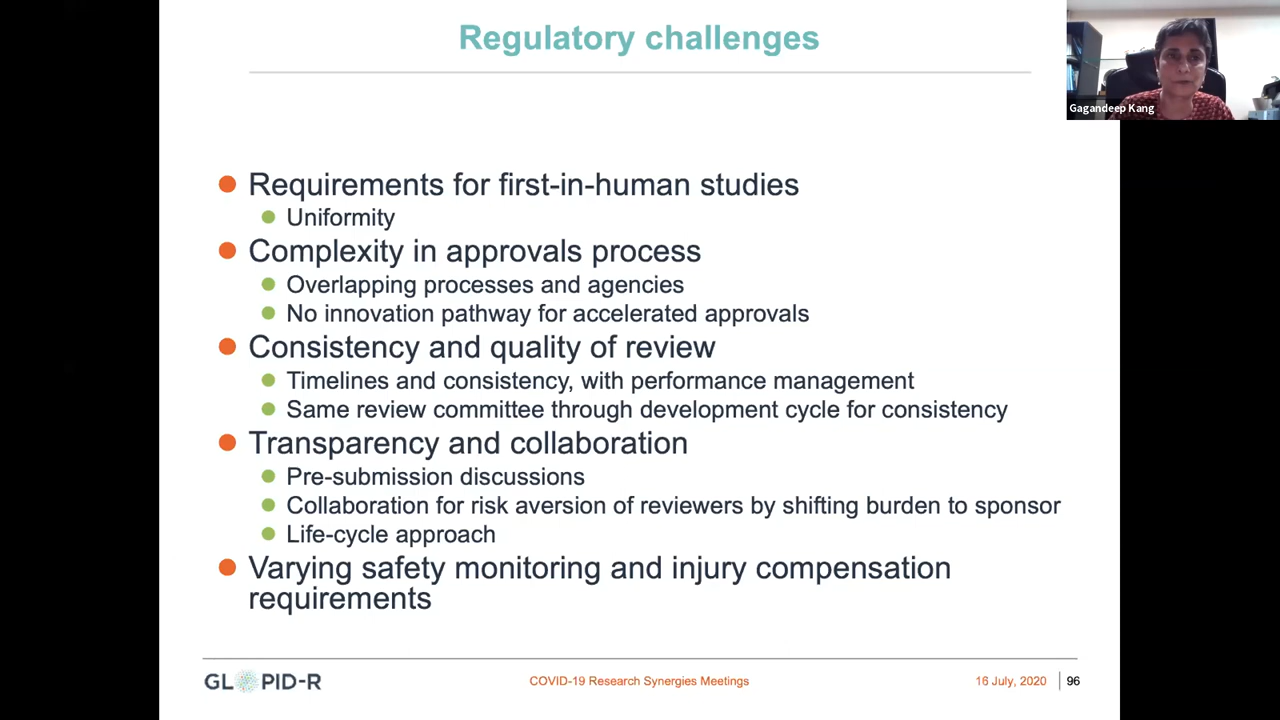 Regulatory challenges
Gagandeep Kang
Requirements for first-in-human studies
Uniformity
Complexity in approvals process
Overlapping processes and agencies
No innovation pathway for accelerated approvals
Consistency and quality of review
Timelines and consistency, with performance management
Same review committee through development cycle for consistency
Transparency and collaboration
Pre-submission discussions
Collaboration for risk aversion of reviewers by shifting burden to sponsor
Life-cycle approach
Varying safety monitoring and injury compensation
requirements
GLOPID-R
COVID-19 Research Synergies Meetings
16 July, 2020
96